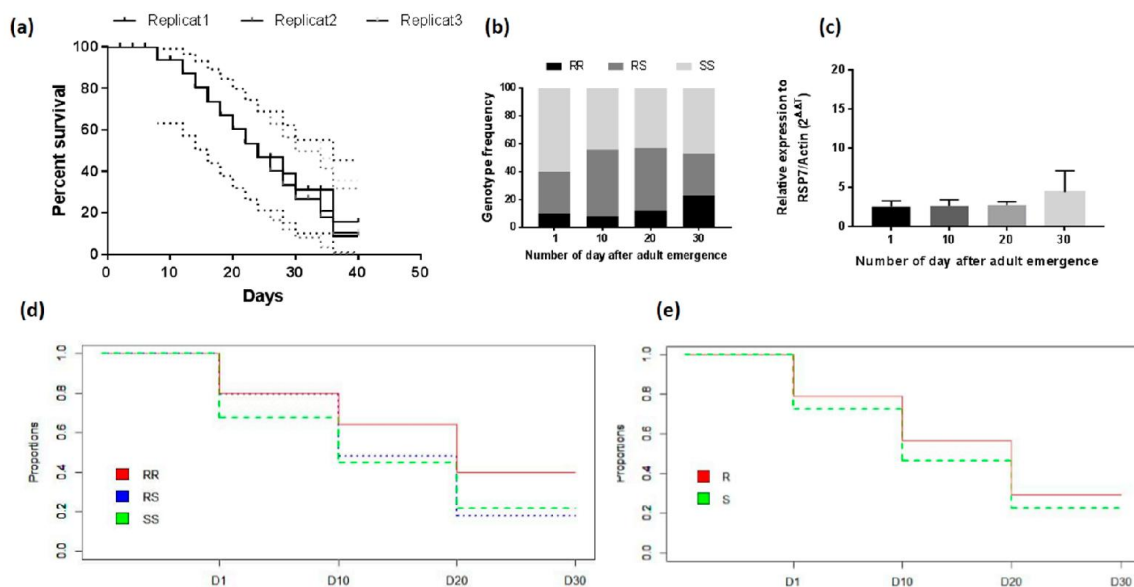 Replicat1 Replicat2 Replicat3
(a)
100
80
60
40
20
0
Percent survival
0 10 20 30 40 50
Days
(b)
RR RS SS
100
80
60
40
20
0
Genotype frequency
1 10 20 30
Number of day after adult emergence
(c)
20
15
10
5
0
Relative expression to
RSP7/Actin (2^ΔΔT)
1 10 20 30
Number of day after adult emergence
(d)
1.0
0.8
0.6
0.4
0.2
0.0
Proportions
RR
RS
SS
D1 D10 D20 D30
(e)
1.0
0.8
0.6
0.4
0.2
0.0
Proportions
R
S
D1 D10 D20 D30